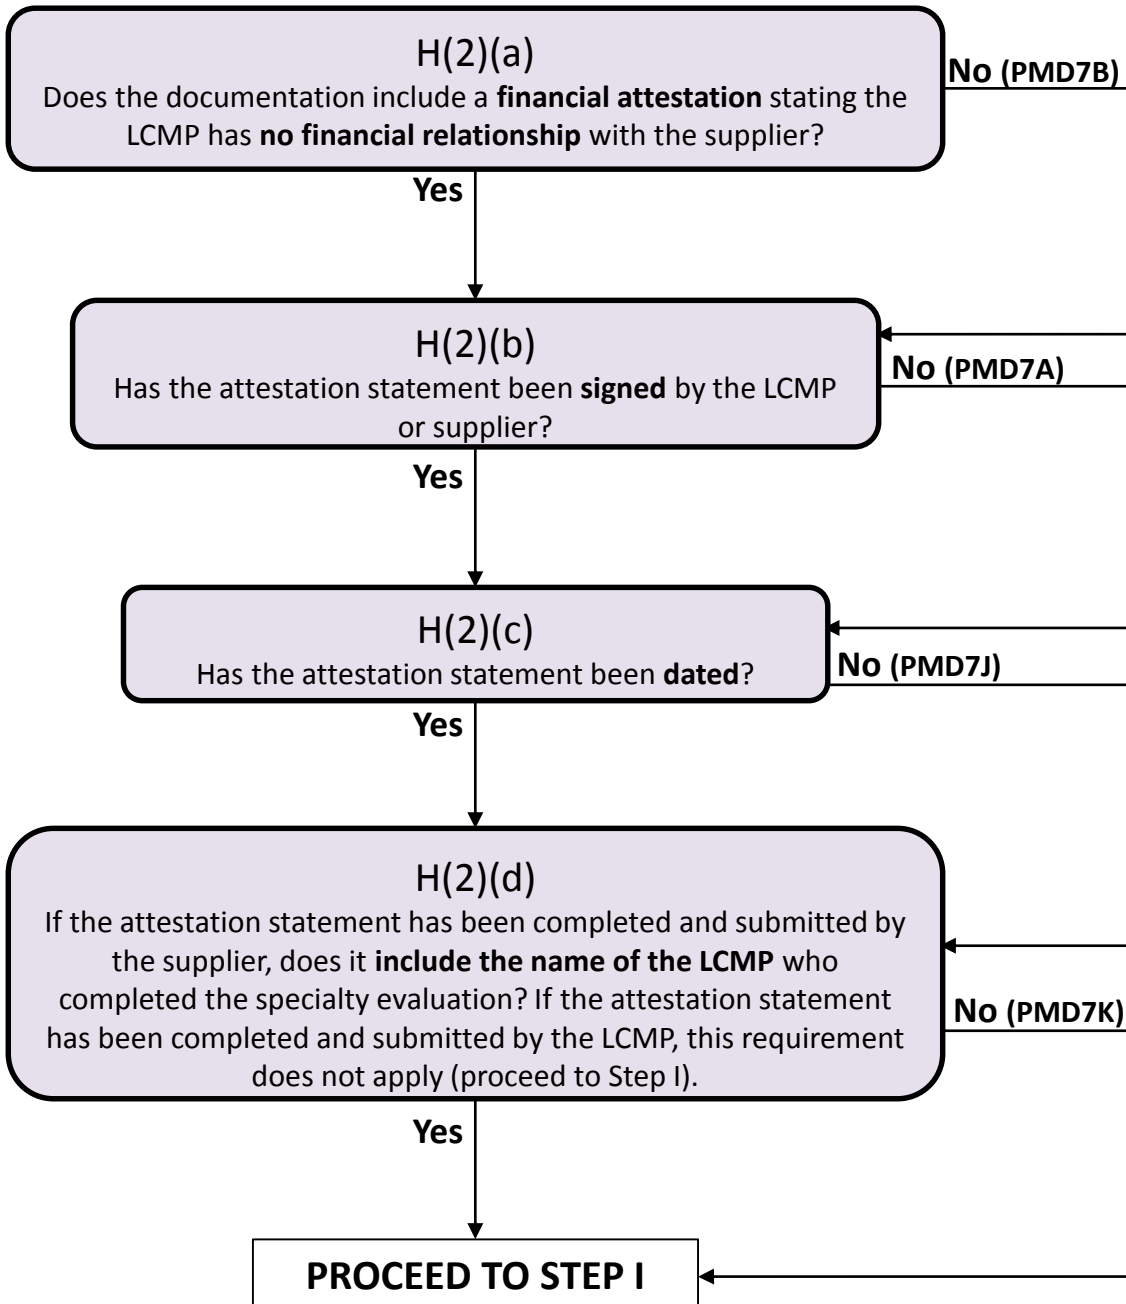 H(2)(a)
Does the documentation include a financial attestation stating the
LCMP has no financial relationship with the supplier?
No (PMD7B)
Yes
H(2)(b)
Has the attestation statement been signed by the LCMP
or supplier?
No (PMD7A)
Yes
H(2)(c)
Has the attestation statement been dated?
No (PMD7J)
Yes
H(2)(d)
If the attestation statement has been completed and submitted by
the supplier, does it include the name of the LCMP who
completed the specialty evaluation? If the attestation statement
has been completed and submitted by the LCMP, this requirement
does not apply (proceed to Step I).
No (PMD7K)
Yes
PROCEED TO STEP I